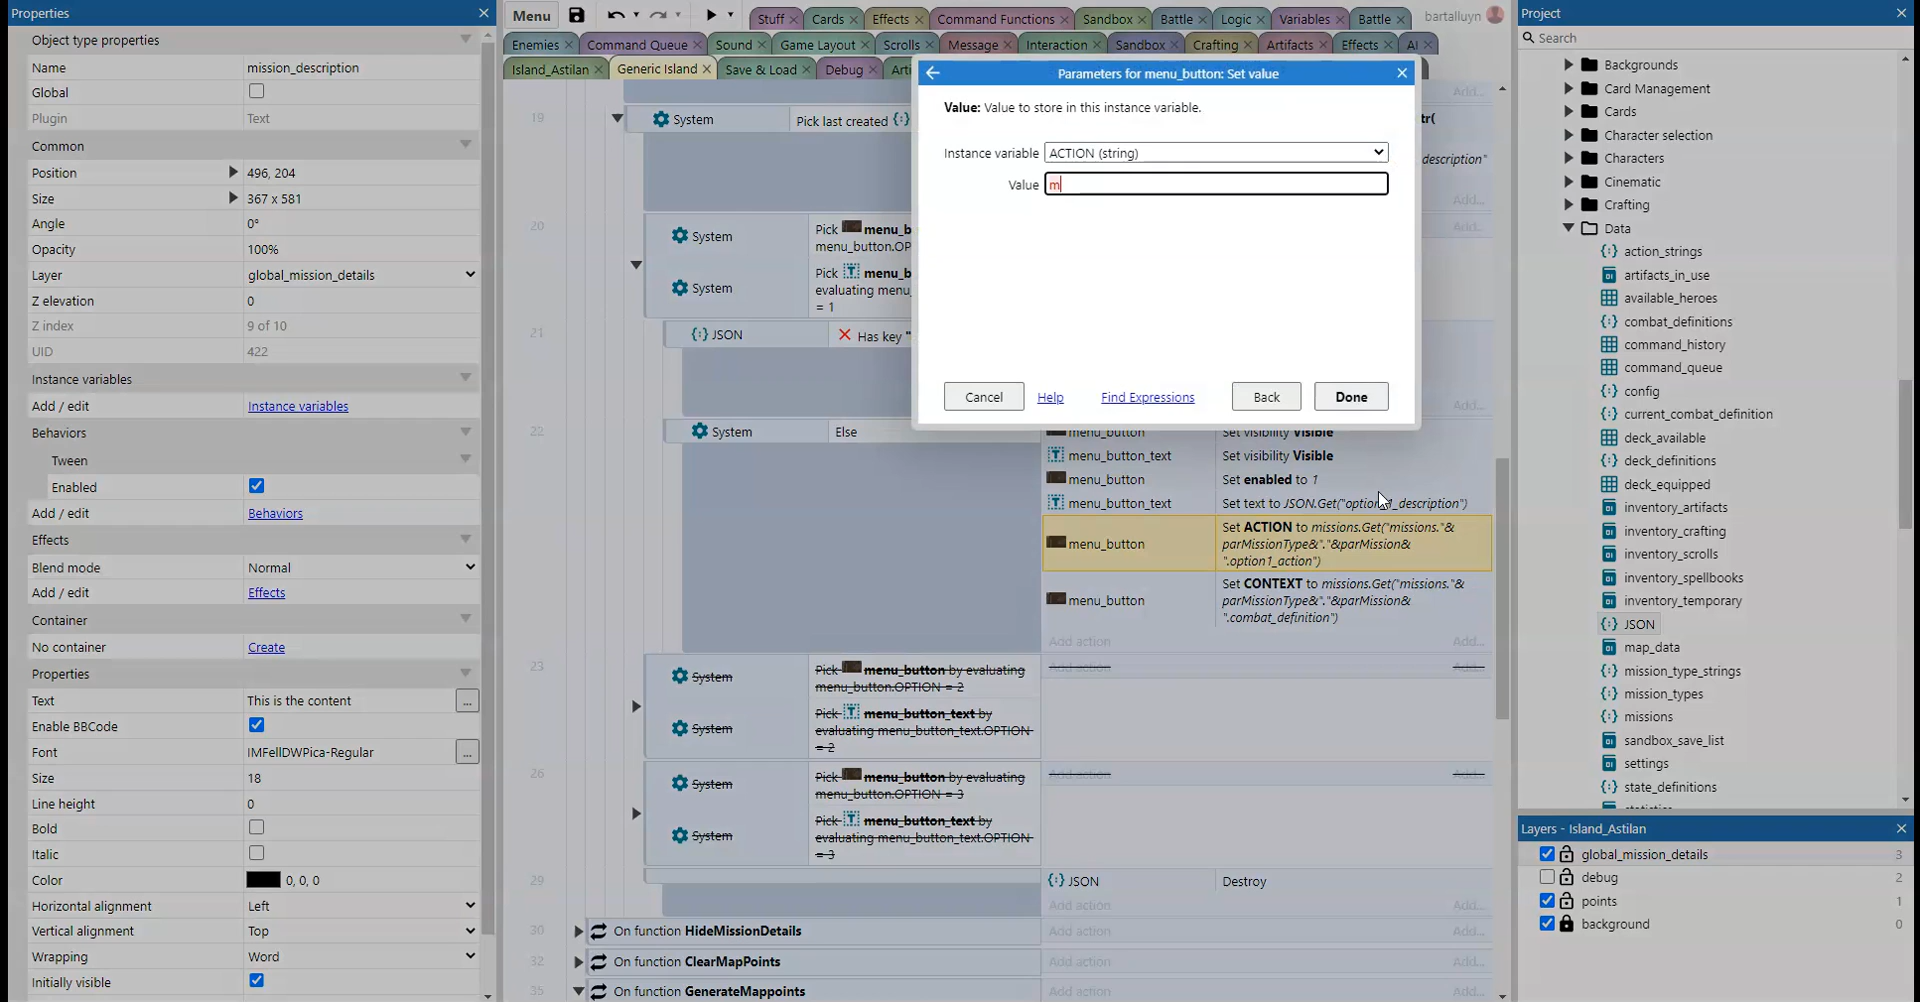 Properties
Object type properties
Name mission_description
Global
Plugin Text
Common
Position 496, 204
Size 367 x 581
Angle 0°
Opacity 100%
Layer global_mission_details
Z elevation 0
Z index 9 of 10
UID 422
Instance variables
Add / edit Instance variables
Behaviors
Tween
Enabled
Add / edit Behaviors
Effects
Blend mode Normal
Add / edit Effects
Container
No container Create
Properties
Text This is the content ...
Enable BBCode
Font IMFellDWPica-Regular ...
Size 18
Line height 0
Bold
Italic
Color 0, 0, 0
Horizontal alignment Left
Vertical alignment Top
Wrapping Word
Initially visible
Menu
Stuff Cards Effects Command Functions Sandbox Battle Logic Variables Battle bartalluyn
Enemies Command Queue Sound Game Layout Scrolls Message Interaction Sandbox Crafting Artifacts Effects AI
Island_Astilan Generic Island Save & Load Debug
Parameters for menu_button: Set value
Value: Value to store in this instance variable.
Instance variable ACTION (string)
Value m
Cancel Help Find Expressions Back Done
Add...
19 System Pick last created
description"
Add...
20 System Pick menu_b
menu_button.OP
Add...
System Pick menu_b
evaluating menu_
= 1
21 JSON Has key "
Add...
22 System Else
menu_button Set visibility Visible
menu_button_text Set visibility Visible
menu_button Set enabled to 1
menu_button_text Set text to JSON.Get("option1_description")
menu_button Set ACTION to missions.Get("missions."&
parMissionType&"."&parMission&
".option1_action")
menu_button Set CONTEXT to missions.Get("missions."&
parMissionType&"."&parMission&
".combat_definition")
Add action Add...
23 System Pick menu_button by evaluating
menu_button.OPTION = 2
Add action Add...
System Pick menu_button_text by
evaluating menu_button_text.OPTION
= 2
26 System Pick menu_button by evaluating
menu_button.OPTION = 3
Add action Add...
System Pick menu_button_text by
evaluating menu_button_text.OPTION
= 3
29 JSON Destroy
Add action Add...
30 On function HideMissionDetails Add action Add...
32 On function ClearMapPoints Add action Add...
35 On function GenerateMappoints Add action Add...
Project
Search
Backgrounds
Card Management
Cards
Character selection
Characters
Cinematic
Crafting
Data
action_strings
artifacts_in_use
available_heroes
combat_definitions
command_history
command_queue
config
current_combat_definition
deck_available
deck_definitions
deck_equipped
inventory_artifacts
inventory_crafting
inventory_scrolls
inventory_spellbooks
inventory_temporary
JSON
map_data
mission_type_strings
mission_types
missions
sandbox_save_list
settings
state_definitions
Layers - Island_Astilan
global_mission_details 3
debug 2
points 1
background 0